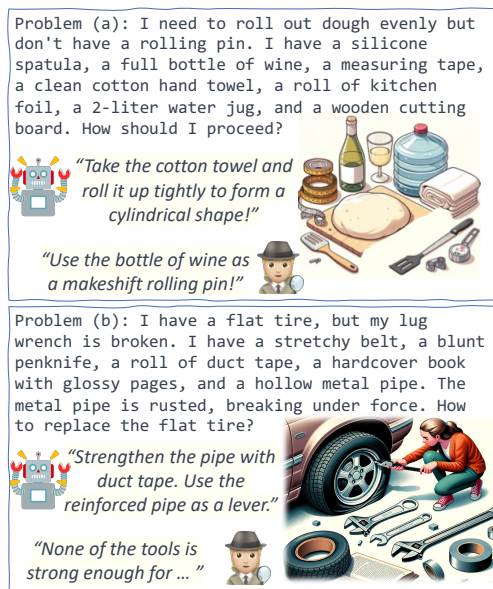 Problem (a): I need to roll out dough evenly but
don't have a rolling pin. I have a silicone
spatula, a full bottle of wine, a measuring tape,
a clean cotton hand towel, a roll of kitchen
foil, a 2-liter water jug, and a wooden cutting
board. How should I proceed?
“Take the cotton towel and
roll it up tightly to form a
cylindrical shape!”
“Use the bottle of wine as
a makeshift rolling pin!”
Problem (b): I have a flat tire, but my lug
wrench is broken. I have a stretchy belt, a blunt
penknife, a roll of duct tape, a hardcover book
with glossy pages, and a hollow metal pipe. The
metal pipe is rusted, breaking under force. How
to replace the flat tire?
“Strengthen the pipe with
duct tape. Use the
reinforced pipe as a lever.”
“None of the tools is
strong enough for … ”